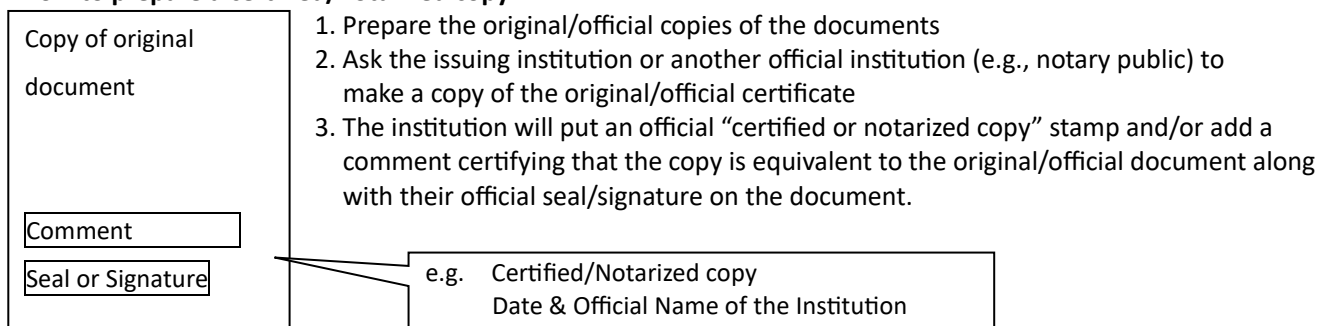 Copy of original
document
Comment
Seal or Signature
1. Prepare the original/official copies of the documents
2. Ask the issuing institution or another official institution (e.g., notary public) to
make a copy of the original/official certificate
3. The institution will put an official “certified or notarized copy” stamp and/or add a
comment certifying that the copy is equivalent to the original/official document along
with their official seal/signature on the document.
e.g. Certified/Notarized copy
Date & Official Name of the Institution